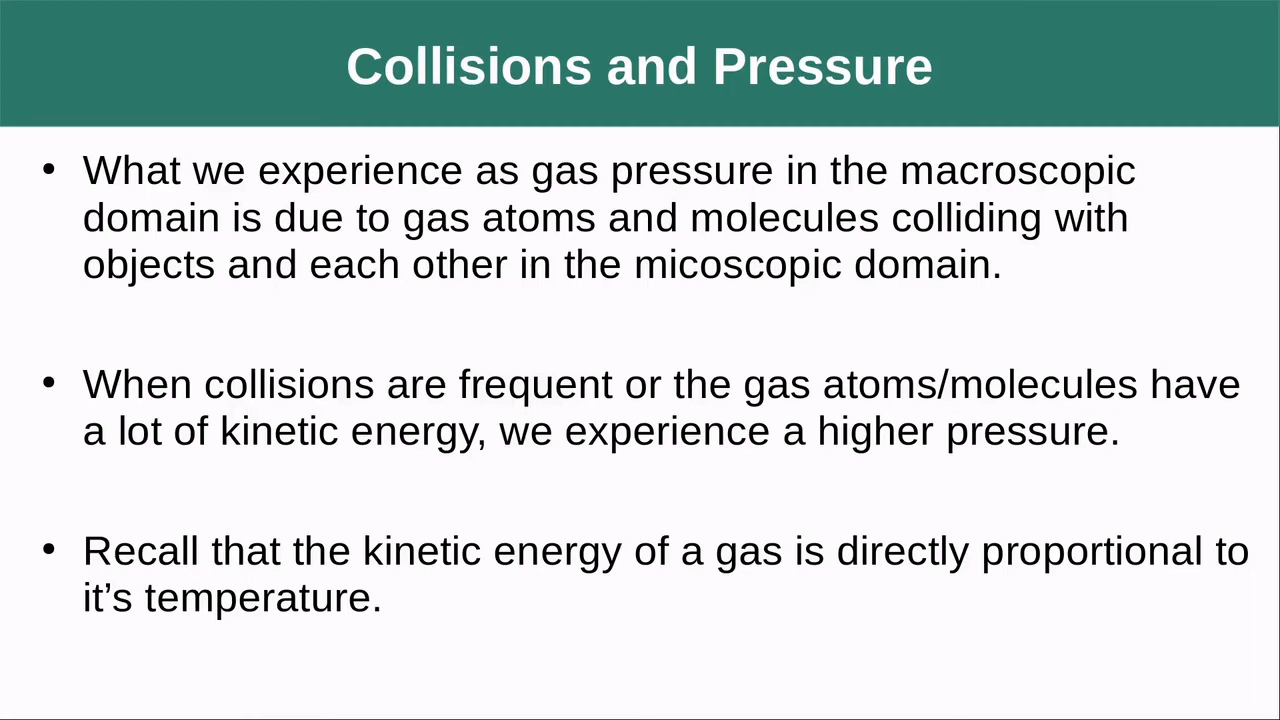 Collisions and Pressure
• What we experience as gas pressure in the macroscopic
domain is due to gas atoms and molecules colliding with
objects and each other in the micoscopic domain.
• When collisions are frequent or the gas atoms/molecules have
a lot of kinetic energy, we experience a higher pressure.
• Recall that the kinetic energy of a gas is directly proportional to
it’s temperature.